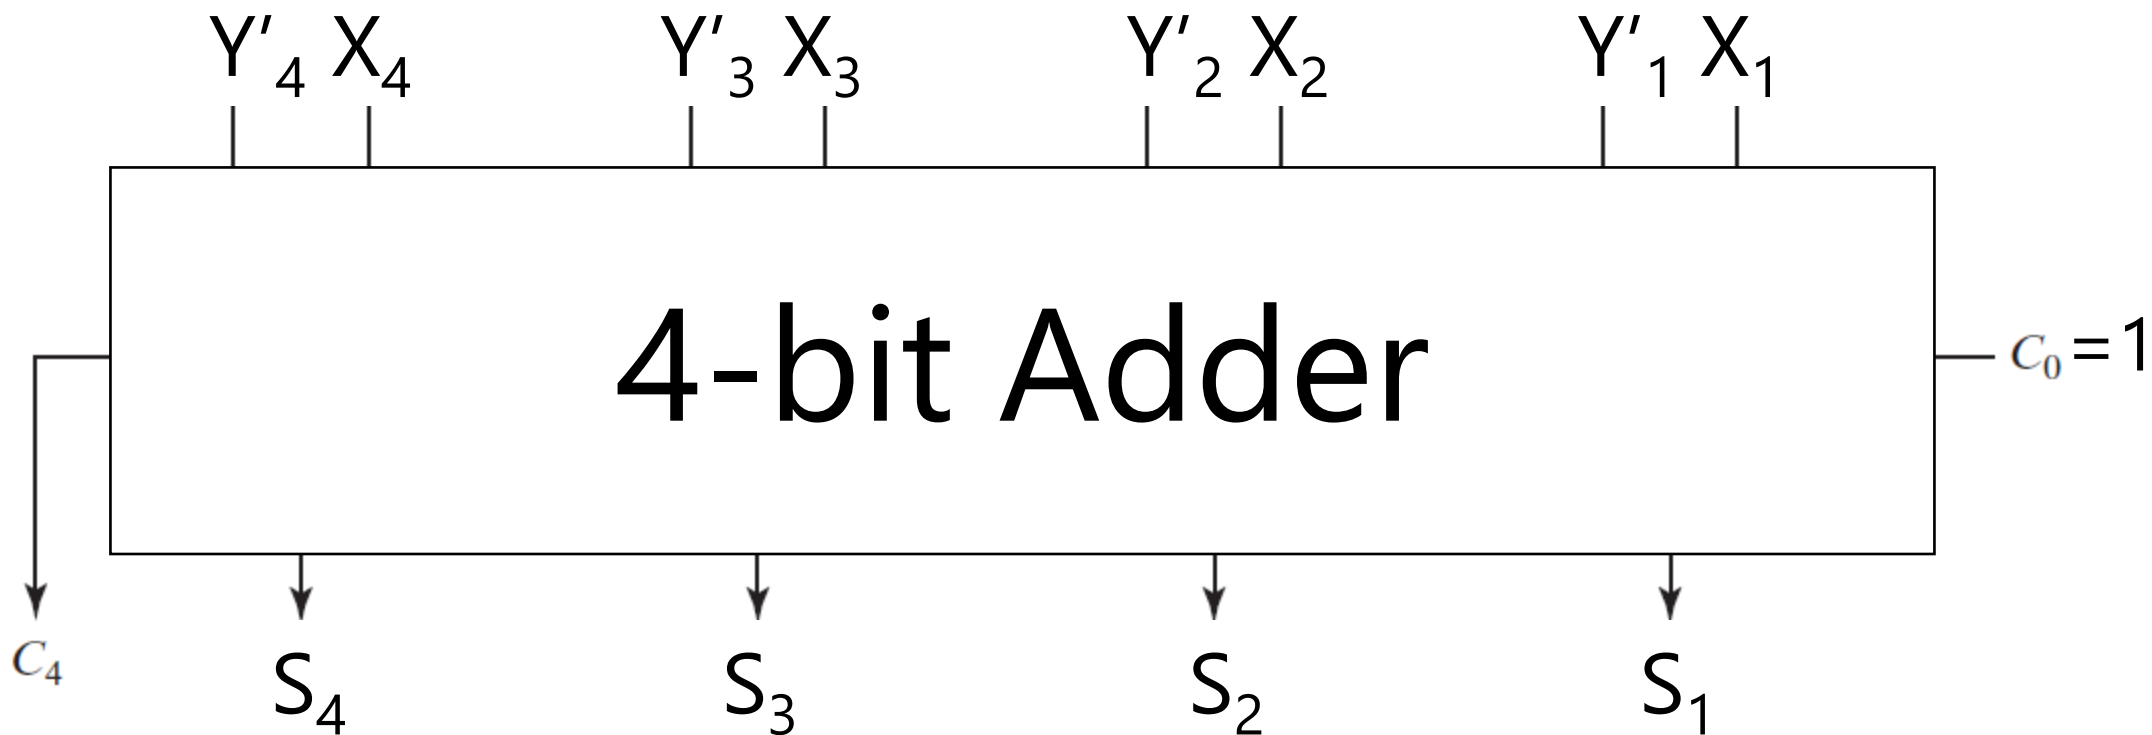 Y′₄ X₄ Y′₃ X₃ Y′₂ X₂ Y′₁ X₁
4-bit Adder
C₀ = 1
C₄
S₄ S₃ S₂ S₁